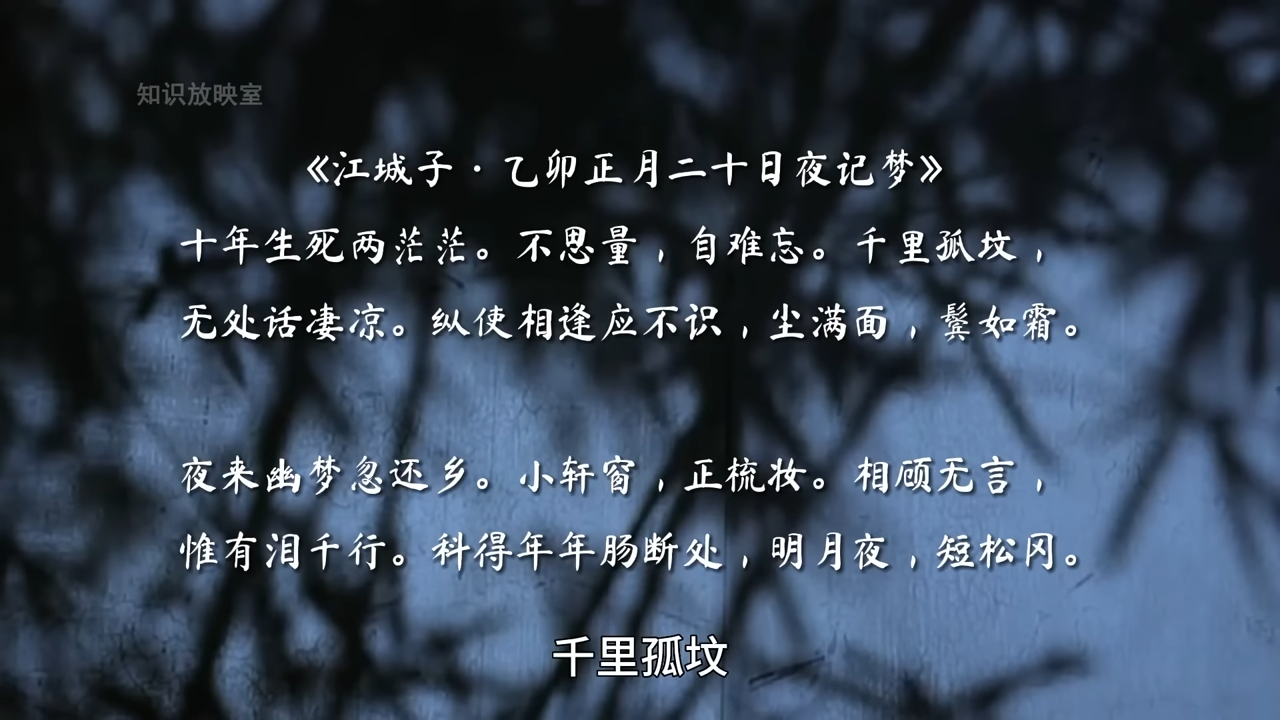 知识放映室
《江城子·乙卯正月二十日夜记梦》
十年生死两茫茫。不思量，自难忘。千里孤坟，
无处话凄凉。纵使相逢应不识，尘满面，鬓如霜。
夜来幽梦忽还乡。小轩窗，正梳妆。相顾无言，
惟有泪千行。科得年年肠断处，明月夜，短松冈。
千里孤坟